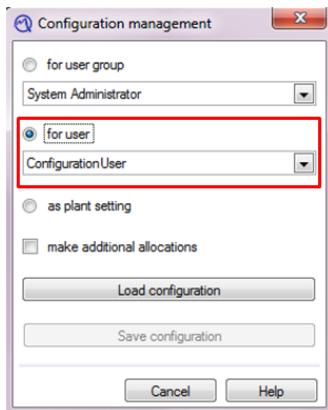 Configuration management
for user group
System Administrator
for user
ConfigurationUser
as plant setting
make additional allocations
Load configuration
Save configuration
Cancel Help